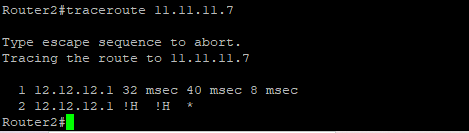 Router2#traceroute 11.11.11.7
Type escape sequence to abort.
Tracing the route to 11.11.11.7
1 12.12.12.1 32 msec 40 msec 8 msec
2 12.12.12.1 !H !H *
Router2#